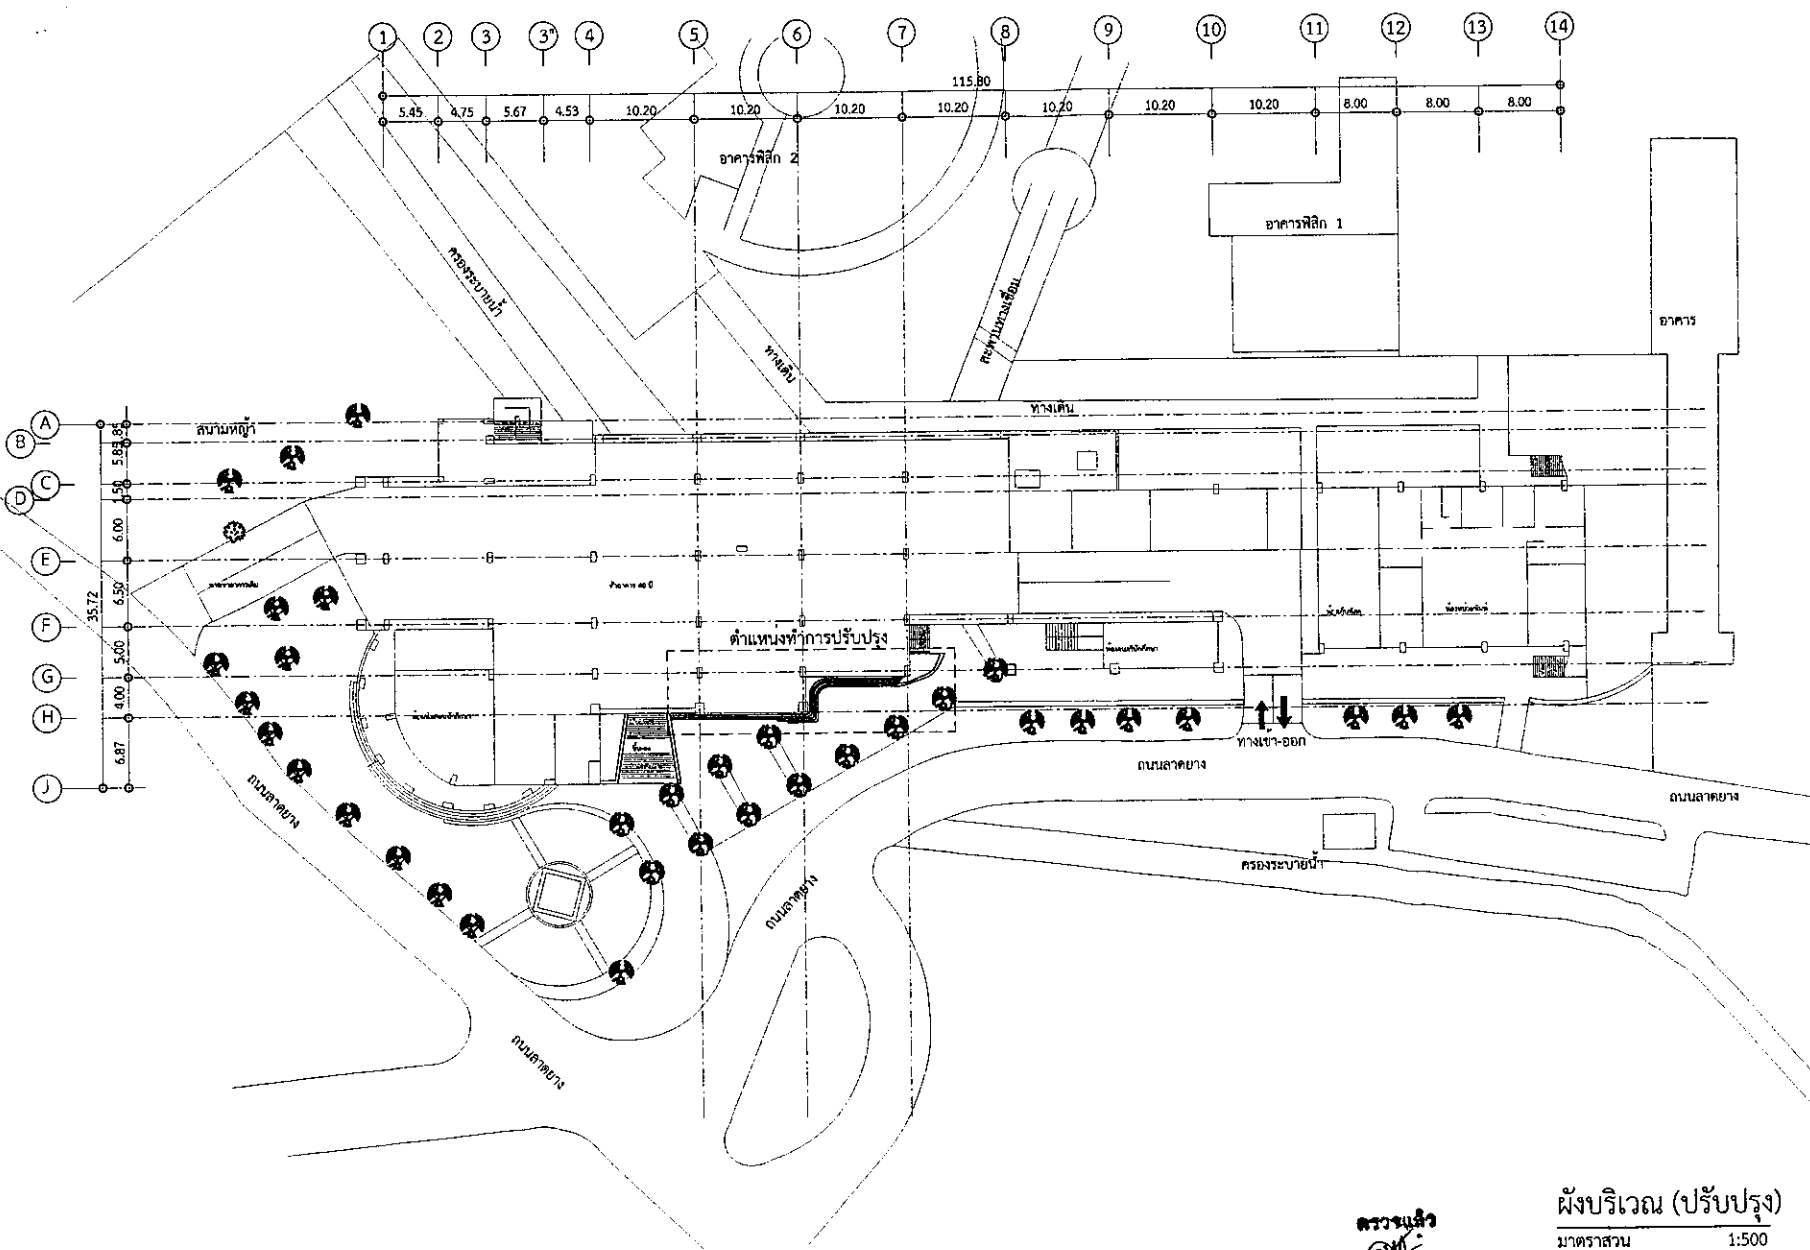 1 2 3 3" 4 5 6 7 8 9 10 11 12 13 14
115.80
5.45 4.75 5.67 4.53 10.20 10.20 10.20 10.20 10.20 10.20 10.20 8.00 8.00 8.00
อาคารฟิสิก 2
อาคารฟิสิก 1
ครองระบายน้ำ
สะพานทางเชื่อม
อาคาร
ทางเดิน
ทางเดิน
A
สนามหญ้า
B
C
D
1.50
6.00
E
6.50
35.72
F
ตำแหน่งทำการปรับปรุง
5.00
G
4.00
H
6.87
ทางเข้า-ออก
ถนนลาดยาง
J
ถนนลาดยาง
ถนนลาดยาง
ครองระบายน้ำ
ถนนลาดยาง
ถนนลาดยาง
ตรวจแล้ว
ผังบริเวณ (ปรับปรุง)
มาตราส่วน 1:500